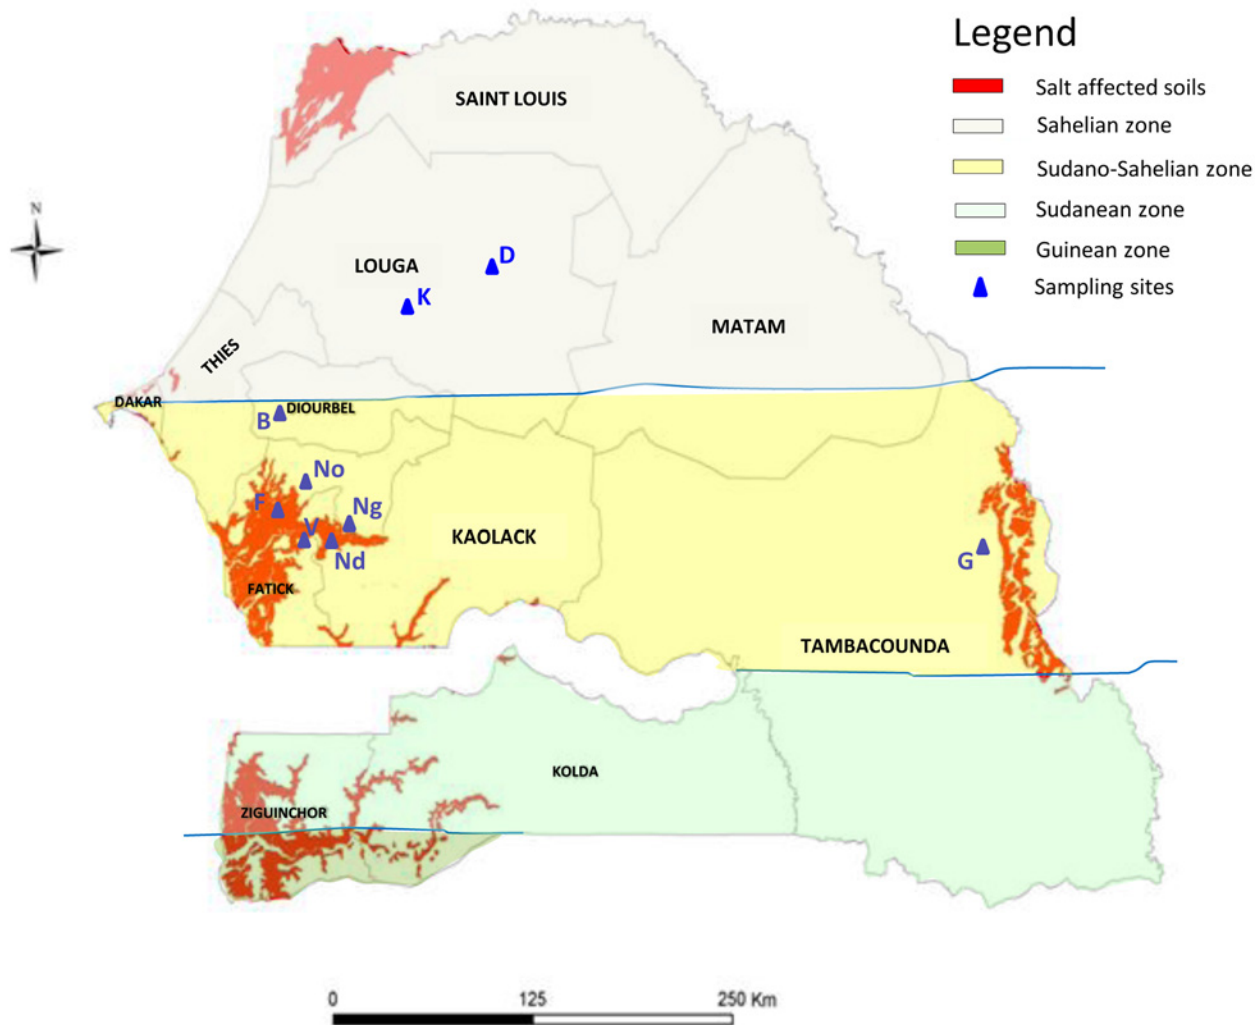 Legend
Salt affected soils
Sahelian zone
Sudano-Sahelian zone
Sudanean zone
Guinean zone
Sampling sites
N
SAINT LOUIS
D
LOUGA
K
MATAM
THIES
DAKAR
B
DIOURBEL
No
F
Ng
V
KAOLACK
Nd
G
FATICK
TAMBACOUNDA
KOLDA
ZIGUINCHOR
0 125 250 Km